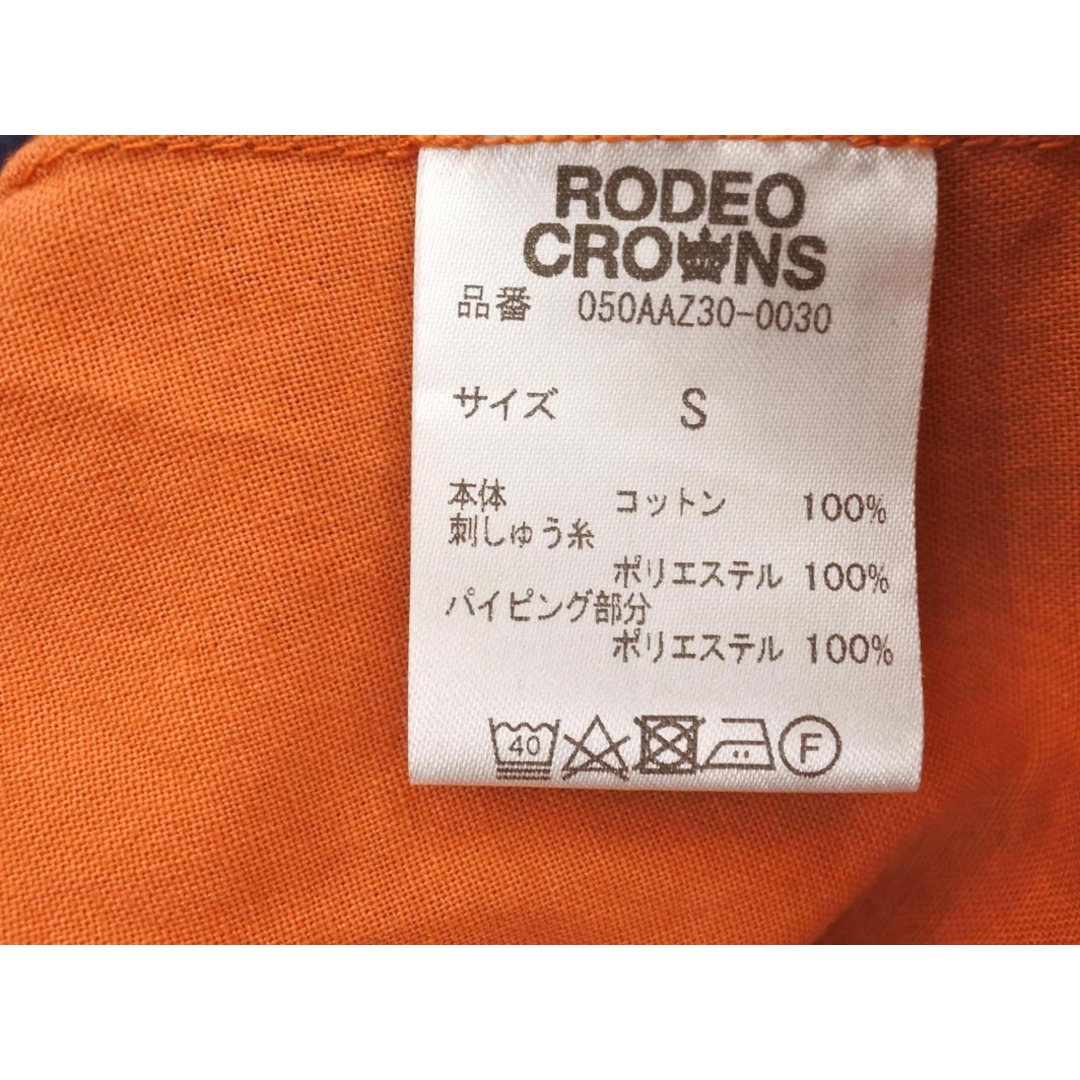 RODEO
CROWNS
品番 050AAZ30-0030
サイズ S
本体 コットン 100%
刺しゅう糸
ポリエステル 100%
パイピング部分
ポリエステル 100%
40 F